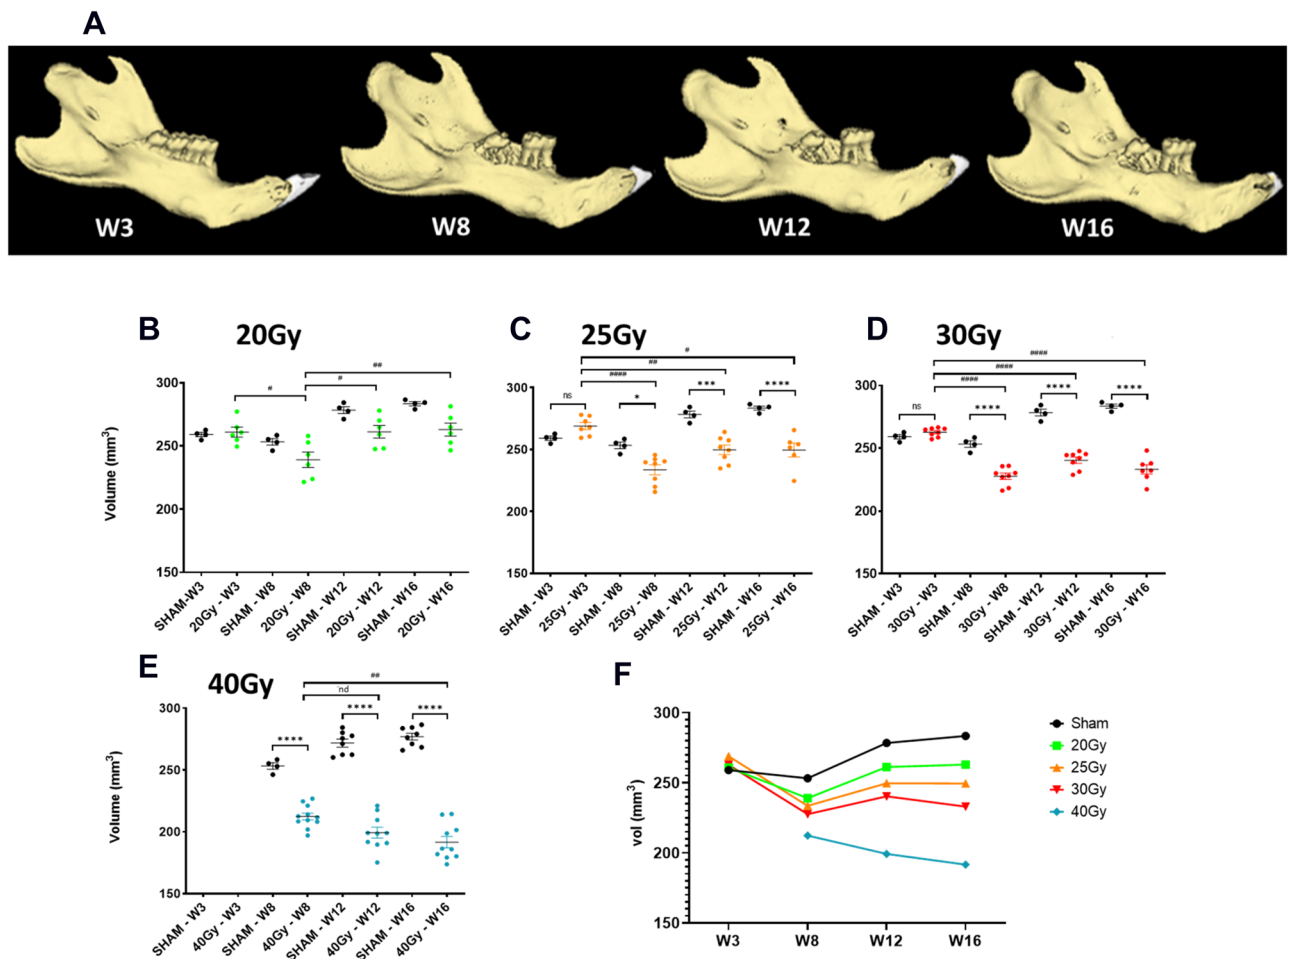 A
W3
W8
W12
W16
B
20Gy
Volume (mm3)
300
250
200
150
#
#
##
SHAM-W3
20Gy - W3
SHAM - W8
20Gy - W8
SHAM - W12
20Gy - W12
SHAM - W16
20Gy - W16
C
25Gy
300
250
200
150
#
##
####
ns
*
***
****
SHAM - W3
25Gy - W3
SHAM - W8
25Gy - W8
SHAM - W12
25Gy - W12
SHAM - W16
25Gy - W16
D
30Gy
300
250
200
150
####
####
####
ns
****
****
****
SHAM - W3
30Gy - W3
SHAM - W8
30Gy - W8
SHAM - W12
30Gy - W12
SHAM - W16
30Gy - W16
E
40Gy
Volume (mm3)
300
250
200
150
##
nd
****
****
****
SHAM - W3
40Gy - W3
SHAM - W8
40Gy - W8
SHAM - W12
40Gy - W12
SHAM - W16
40Gy - W16
F
vol (mm3)
300
250
200
150
W3
W8
W12
W16
Sham
20Gy
25Gy
30Gy
40Gy